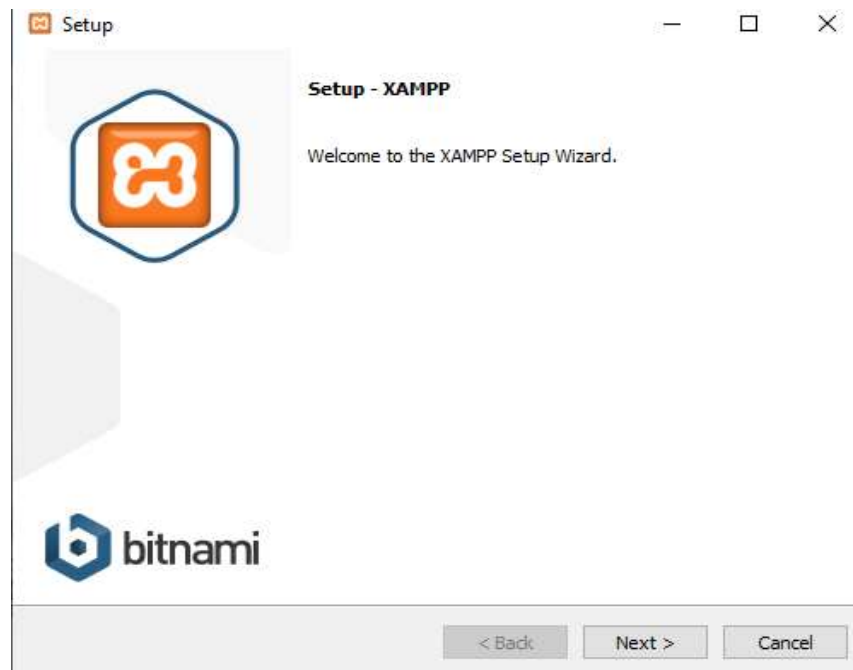 Setup
Setup - XAMPP
Welcome to the XAMPP Setup Wizard.
bitnami
< Back
Next >
Cancel